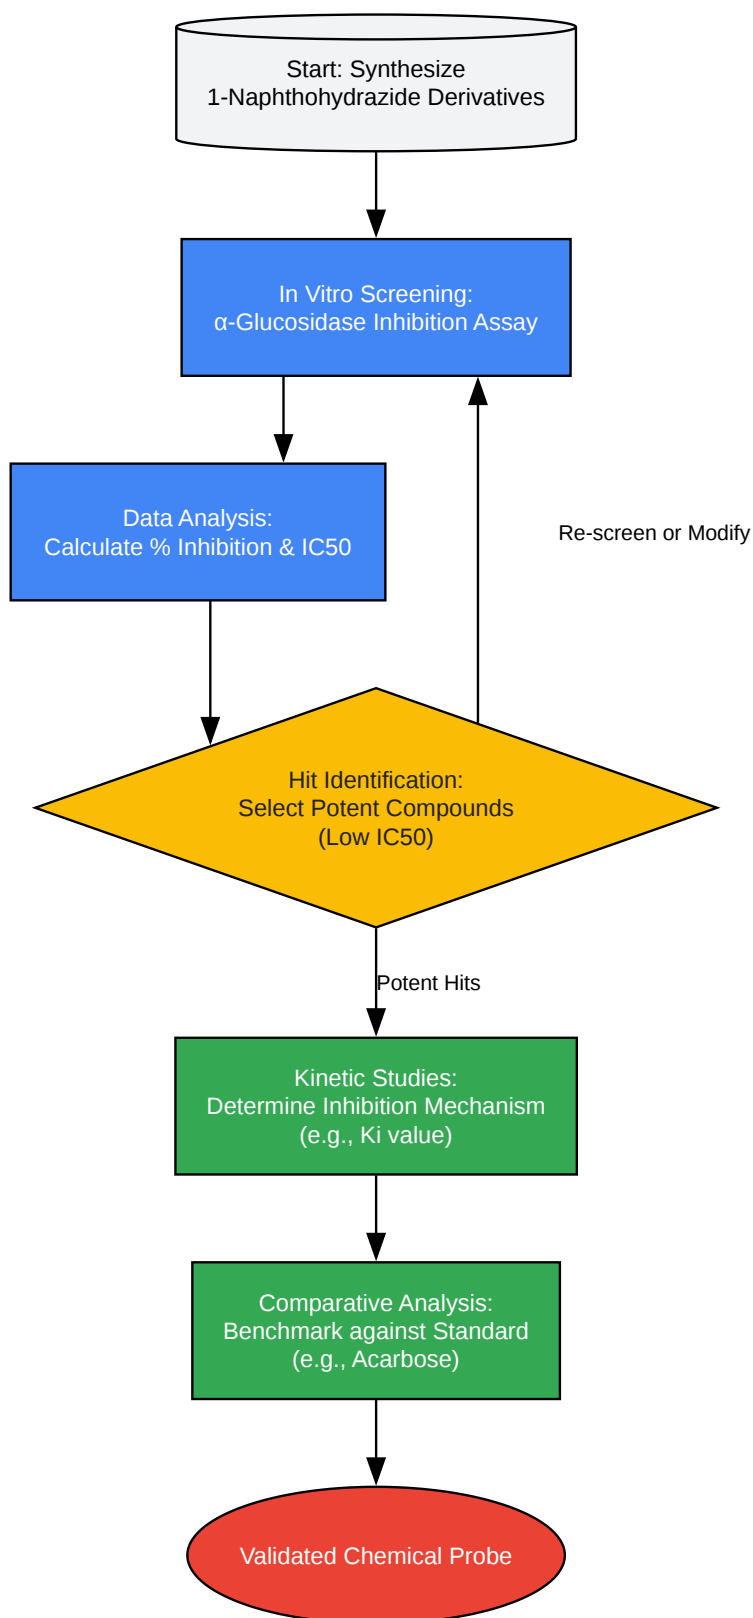 Start: Synthesize
1-Naphthohydrazide Derivatives
In Vitro Screening:
α-Glucosidase Inhibition Assay
Data Analysis:
Calculate % Inhibition & IC50
Re-screen or Modify
Hit Identification:
Select Potent Compounds
(Low IC50)
Potent Hits
Kinetic Studies:
Determine Inhibition Mechanism
(e.g., Ki value)
Comparative Analysis:
Benchmark against Standard
(e.g., Acarbose)
Validated Chemical Probe